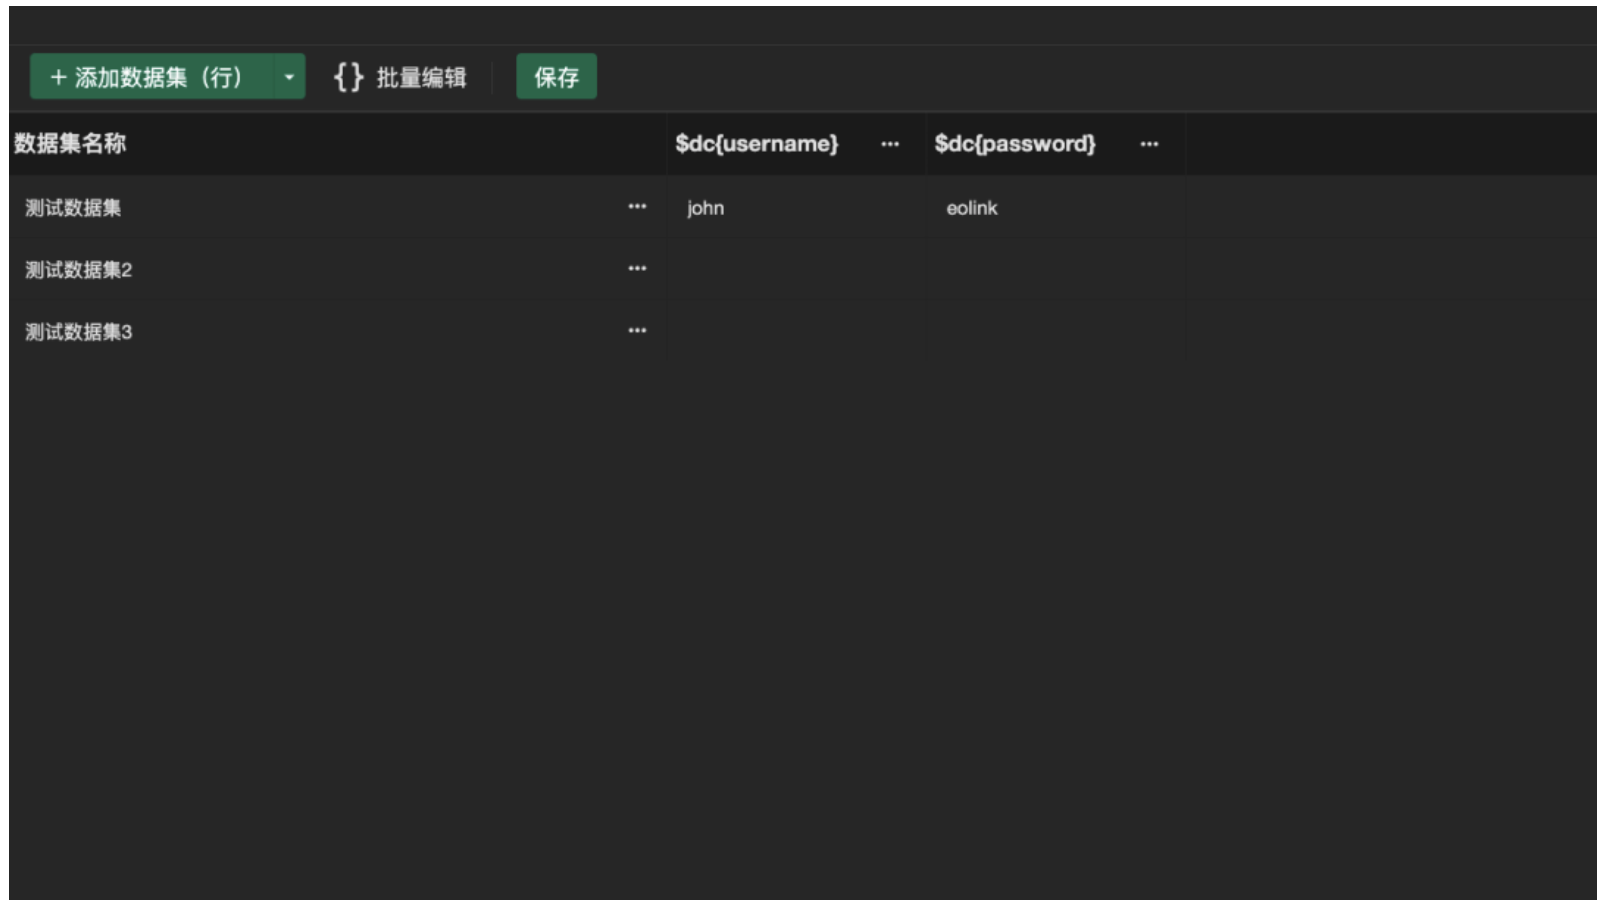 + 添加数据集（行） {} 批量编辑 保存
数据集名称 $dc{username} ··· $dc{password} ···
测试数据集 ··· john eolink
测试数据集2 ···
测试数据集3 ···